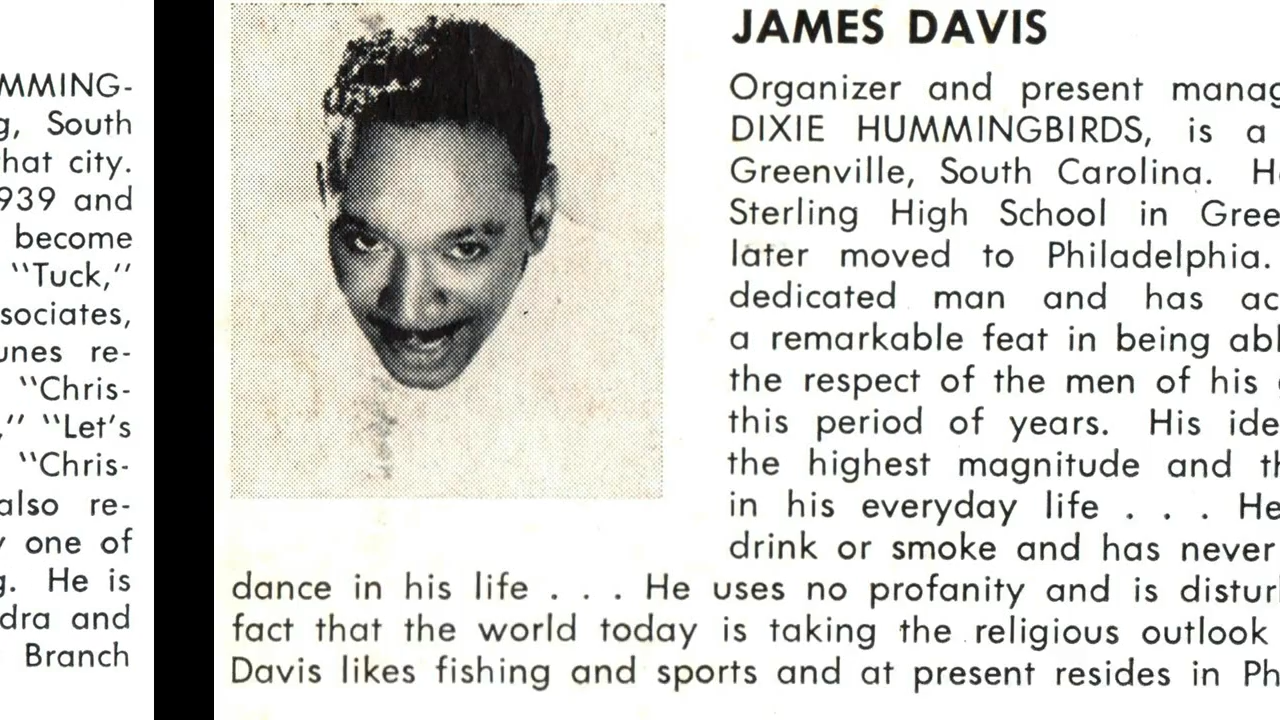 MMING-
g, South
hat city.
939 and
become
"Tuck,"
sociates,
unes re-
"Chris-
," "Let's
"Chris-
also re-
y one of
g. He is
dra and
Branch
JAMES DAVIS
Organizer and present manag
DIXIE HUMMINGBIRDS, is a
Greenville, South Carolina. He
Sterling High School in Gree
later moved to Philadelphia.
dedicated man and has ac
a remarkable feat in being abl
the respect of the men of his
this period of years. His ide
the highest magnitude and th
in his everyday life . . . He
drink or smoke and has never
dance in his life . . . He uses no profanity and is disturb
fact that the world today is taking the religious outlook
Davis likes fishing and sports and at present resides in Ph